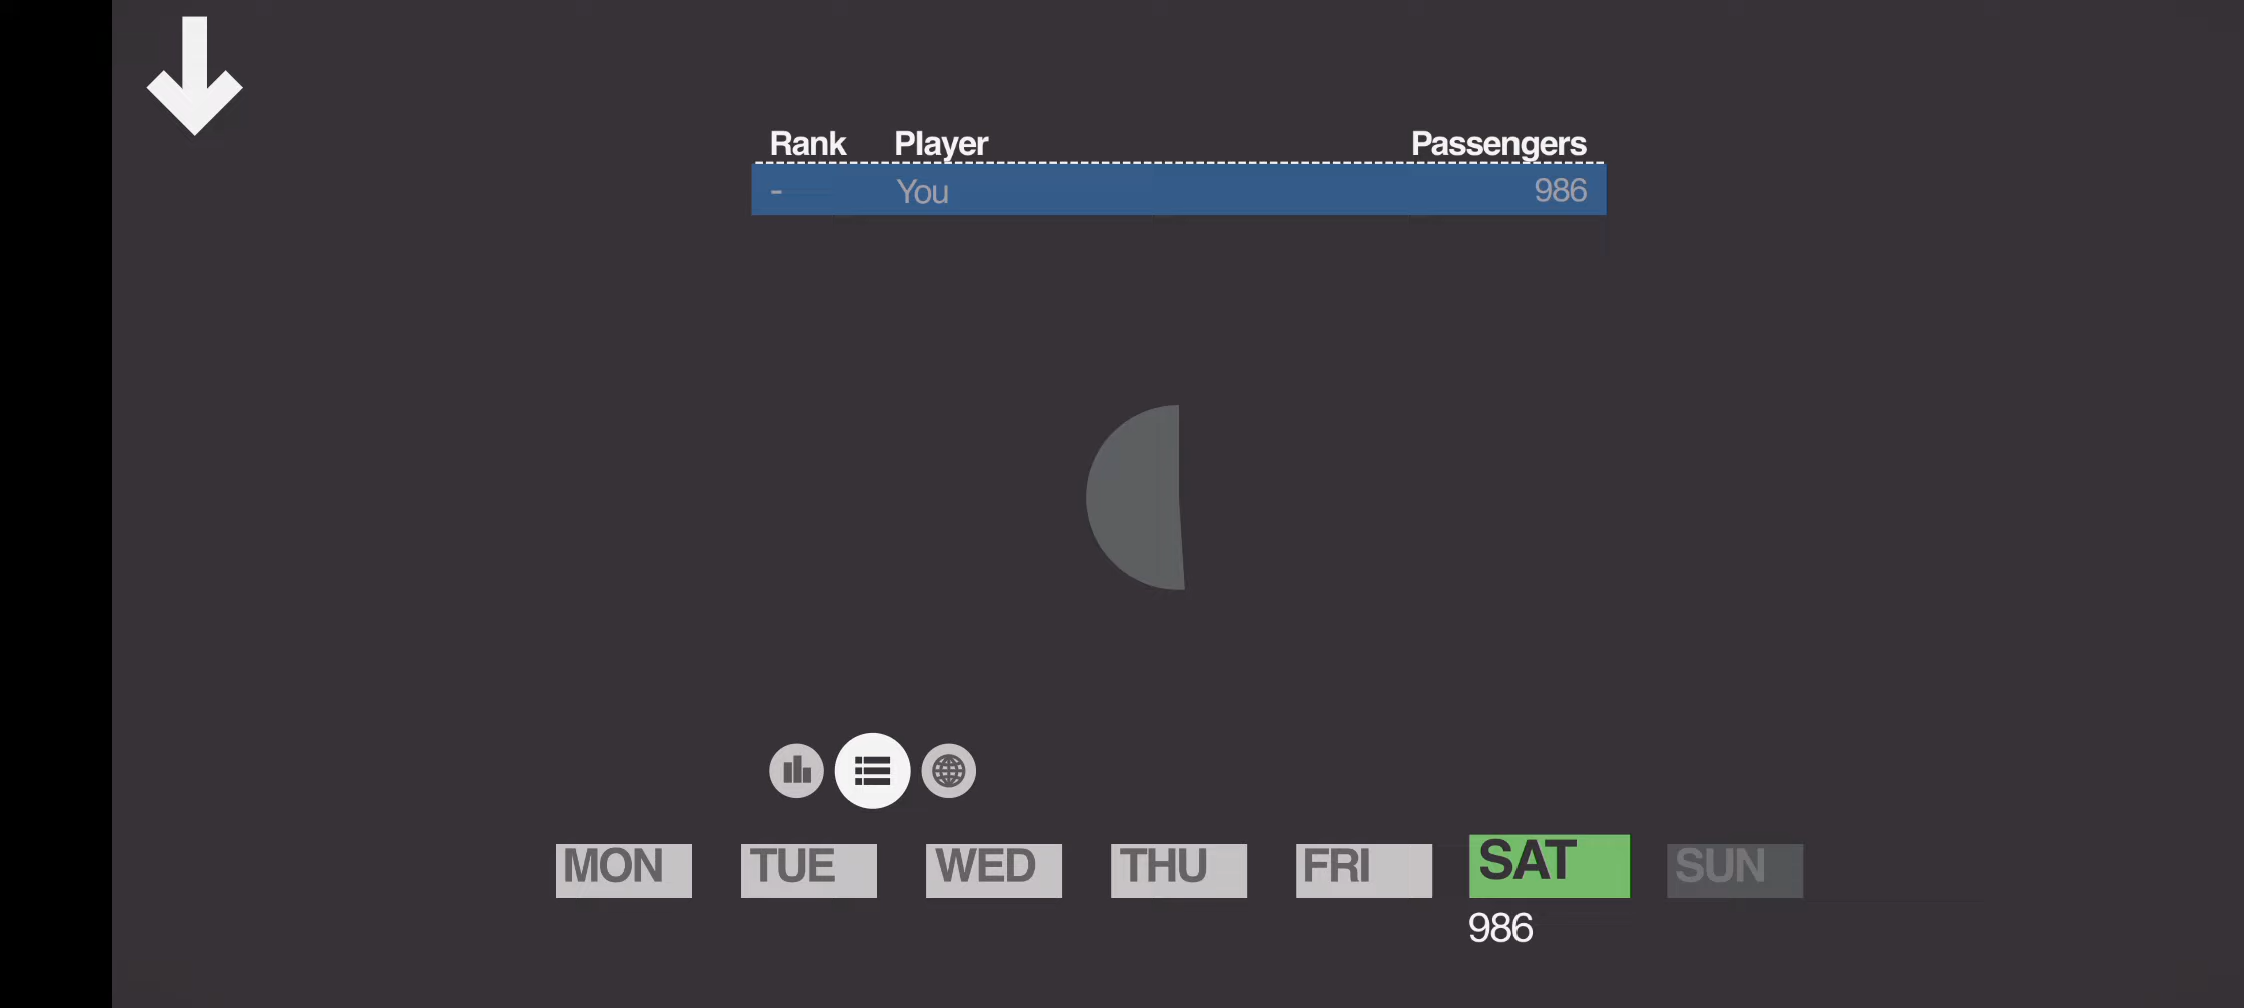 Rank Player Passengers
- You 986
MON TUE WED THU FRI SAT SUN
986